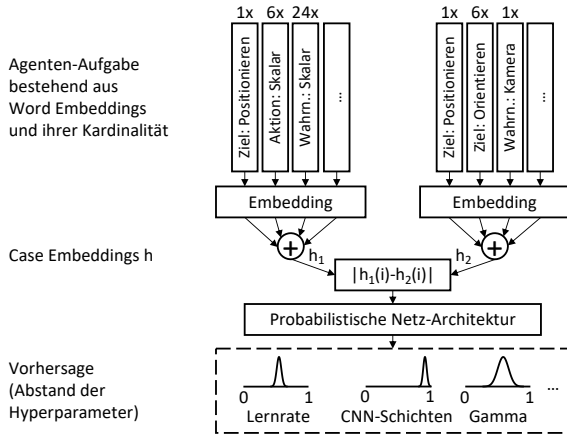 1x 6x 24x
1x 6x 1x
Agenten-Aufgabe
bestehend aus
Word Embeddings
und ihrer Kardinalität
Ziel: Positionieren
Aktion: Skalar
Wahrn.: Skalar
...
Ziel: Positionieren
Ziel: Orientieren
Wahrn.: Kamera
...
Embedding
Embedding
+
+
Case Embeddings h
h₁
h₂
|h₁(i)-h₂(i)|
Probabilistische Netz-Architektur
Vorhersage
(Abstand der
Hyperparameter)
0 1
0 1
0 1
...
Lernrate
CNN-Schichten
Gamma